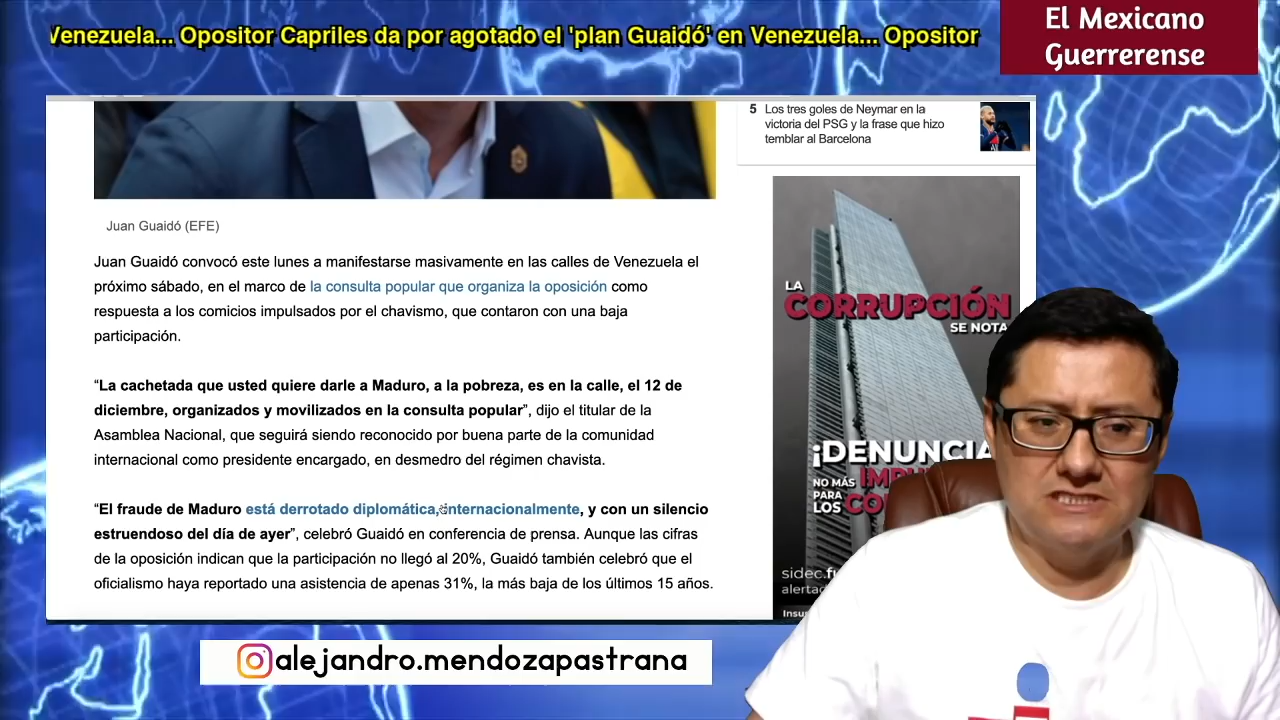 Venezuela... Opositor Capriles da por agotado el 'plan Guaidó' en Venezuela... Opositor
El Mexicano
Guerrerense
5 Los tres goles de Neymar en la
victoria del PSG y la frase que hizo
temblar al Barcelona
Juan Guaidó (EFE)
Juan Guaidó convocó este lunes a manifestarse masivamente en las calles de Venezuela el
próximo sábado, en el marco de la consulta popular que organiza la oposición como
respuesta a los comicios impulsados por el chavismo, que contaron con una baja
participación.
“La cachetada que usted quiere darle a Maduro, a la pobreza, es en la calle, el 12 de
diciembre, organizados y movilizados en la consulta popular”, dijo el titular de la
Asamblea Nacional, que seguirá siendo reconocido por buena parte de la comunidad
internacional como presidente encargado, en desmedro del régimen chavista.
“El fraude de Maduro está derrotado diplomática, internacionalmente, y con un silencio
estruendoso del día de ayer”, celebró Guaidó en conferencia de prensa. Aunque las cifras
de la oposición indican que la participación no llegó al 20%, Guaidó también celebró que el
oficialismo haya reportado una asistencia de apenas 31%, la más beja de los últimos 15 años.
LA
CORRUPCIÓN
SE NOTA
¡DENUNCIA
NO MÁS
PARA
LOS
sidec.fu
alerta
alejandro.mendozapastrana